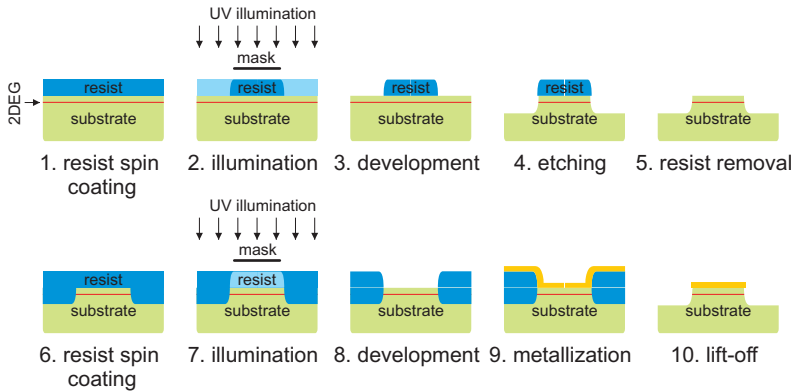 UV illumination
mask
resist
resist
resist
resist
2DEG
substrate
substrate
substrate
substrate
substrate
1. resist spin
coating
2. illumination
3. development
4. etching
5. resist removal
UV illumination
mask
resist
resist
substrate
substrate
substrate
substrate
substrate
6. resist spin
coating
7. illumination
8. development
9. metallization
10. lift-off